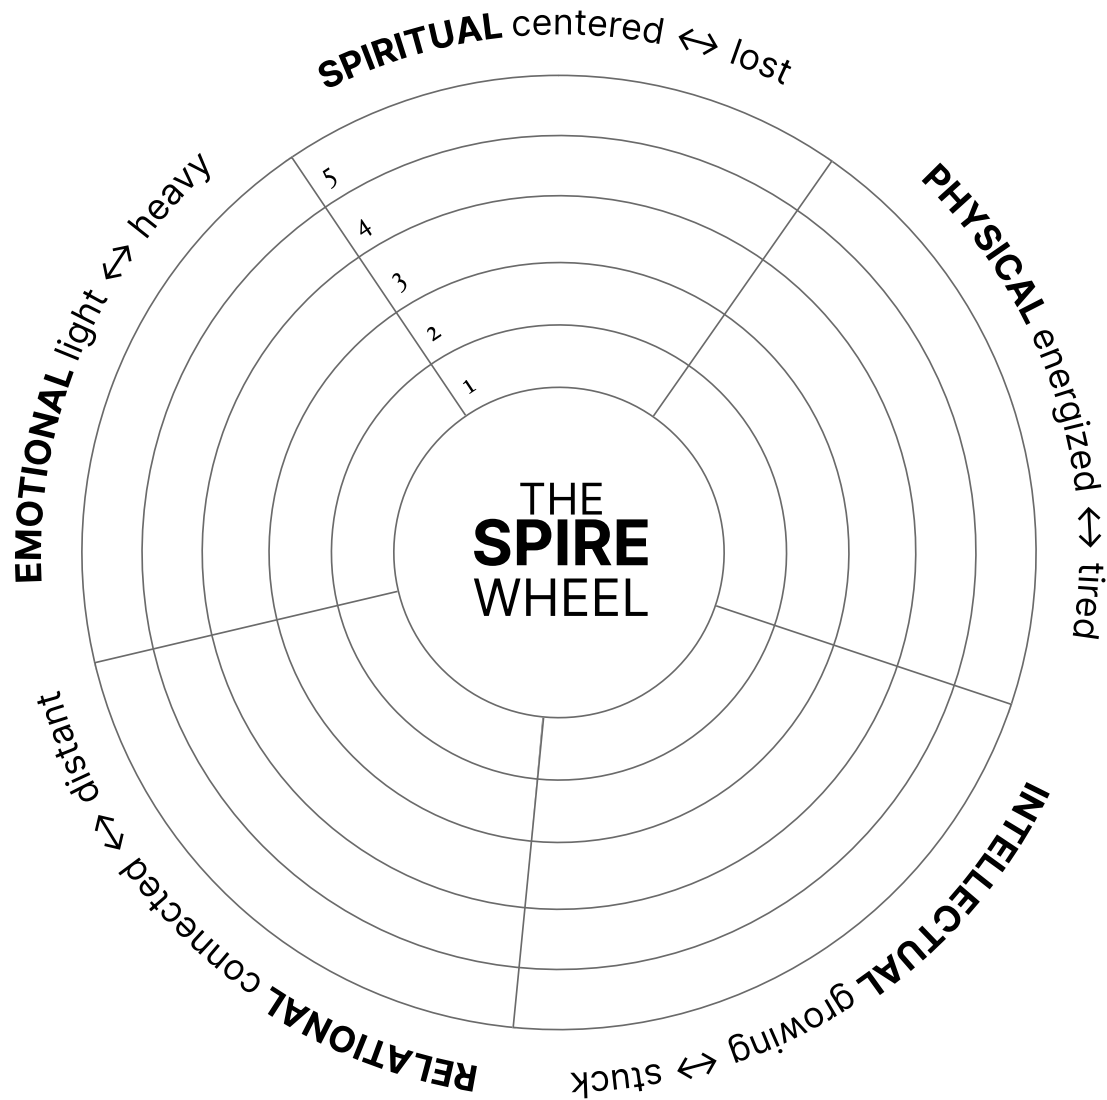 SPIRITUAL centered ↔ lost
PHYSICAL energized ↔ tired
INTELLECTUAL growing ↔ stuck
RELATIONAL connected ↔ distant
EMOTIONAL light ↔ heavy
5
4
3
2
1
THE
SPIRE
WHEEL